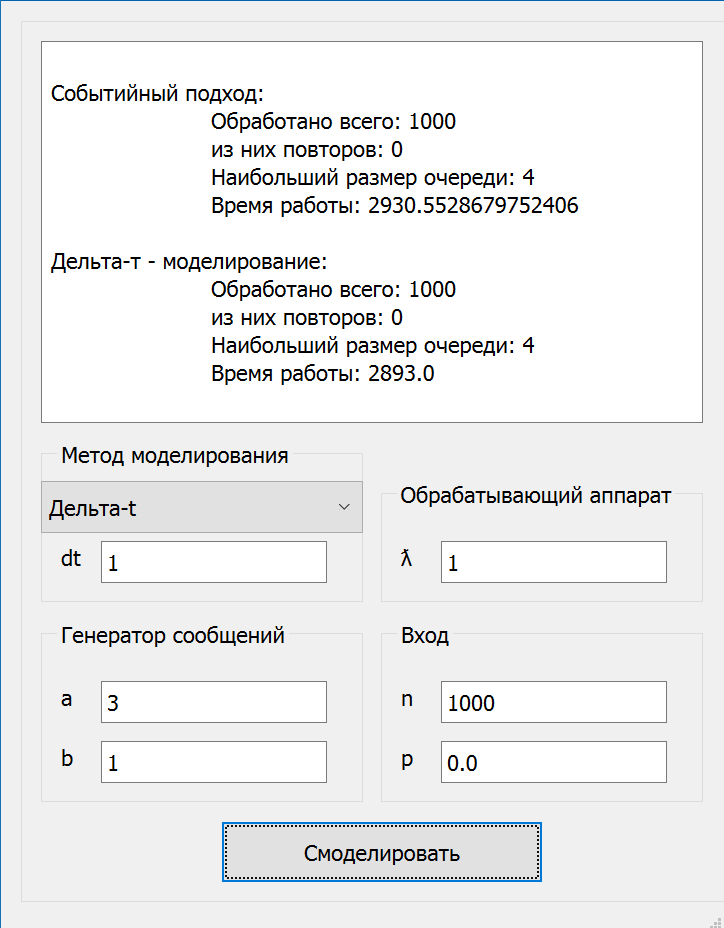 Событийный подход:
Обработано всего: 1000
из них повторов: 0
Наибольший размер очереди: 4
Время работы: 2930.5528679752406
Дельта-т - моделирование:
Обработано всего: 1000
из них повторов: 0
Наибольший размер очереди: 4
Время работы: 2893.0
Метод моделирования
Дельта-t
dt 1
Обрабатывающий аппарат
ƛ 1
Генератор сообщений
a 3
b 1
Вход
n 1000
p 0.0
Смоделировать